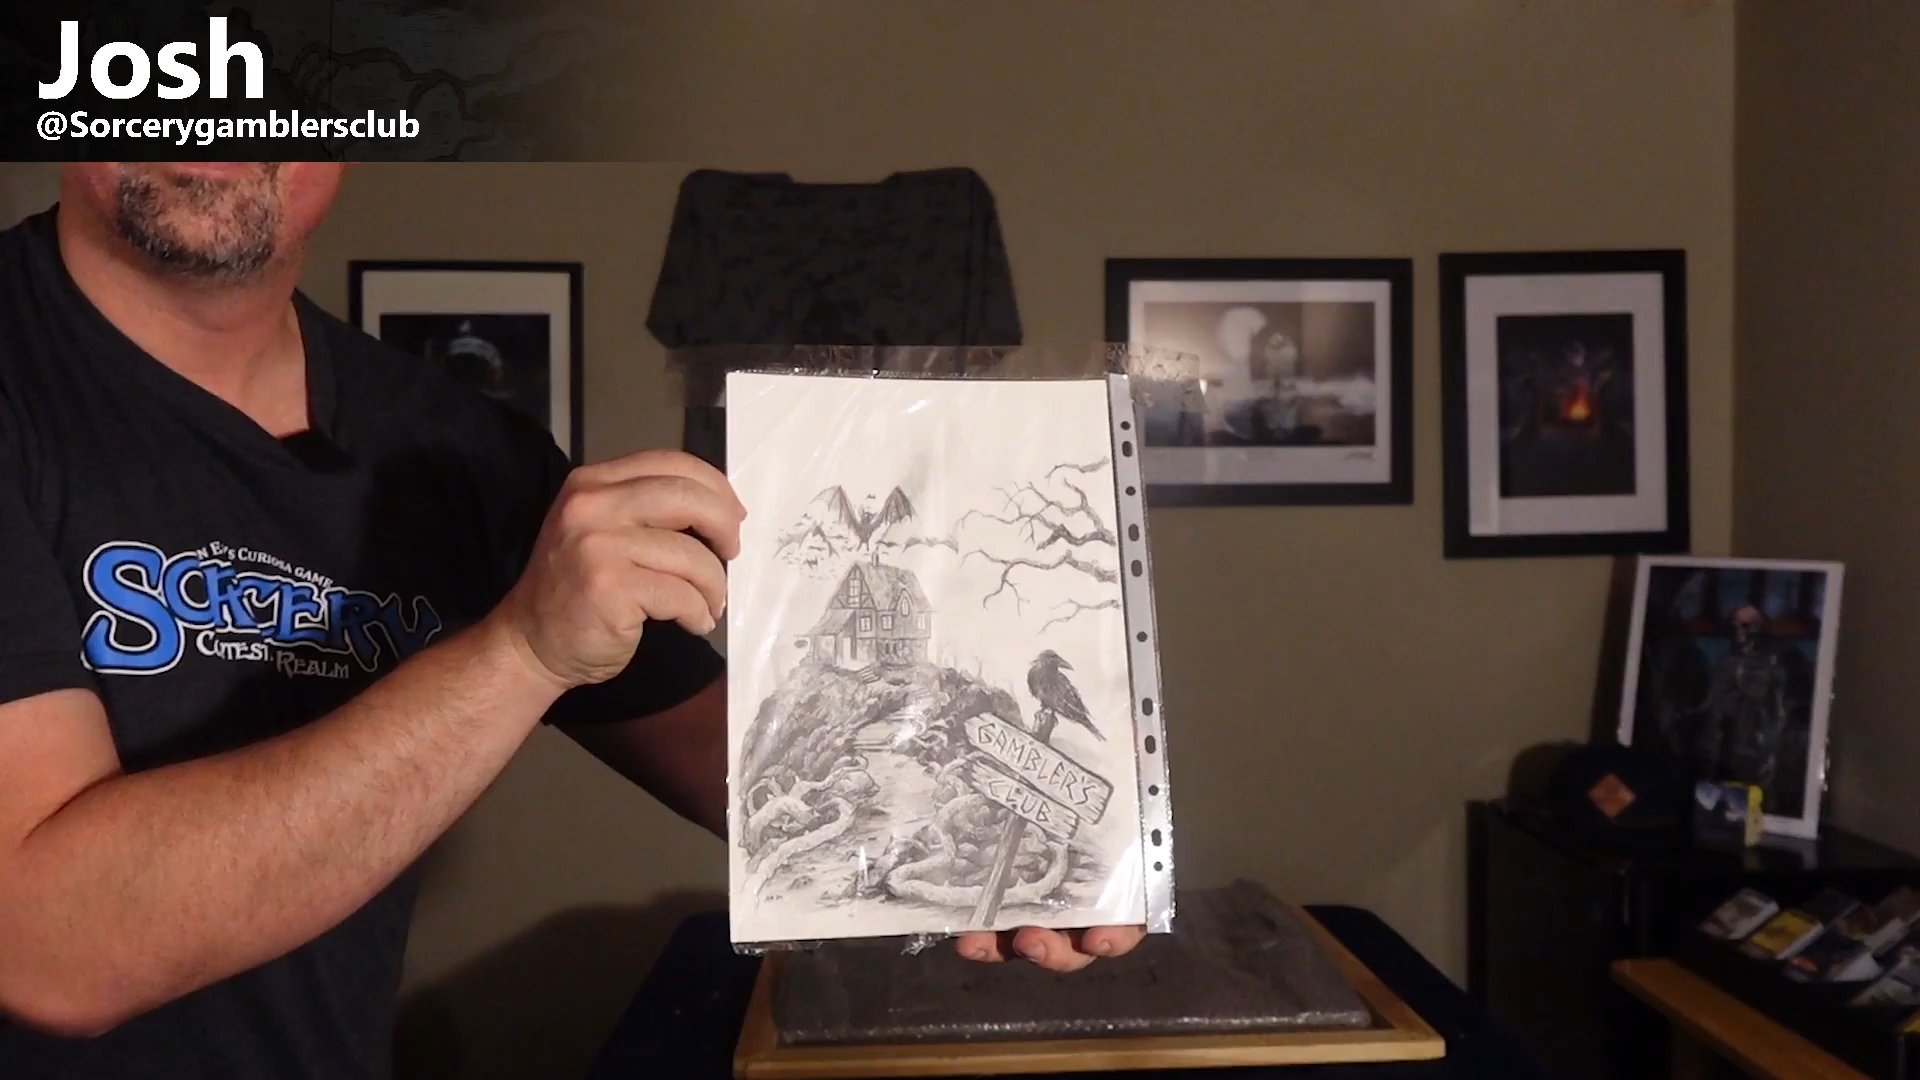 Josh
@Sorcerygamblersclub
SORCERY
CONTESTED REALM
GAMBLER'S
CLUB